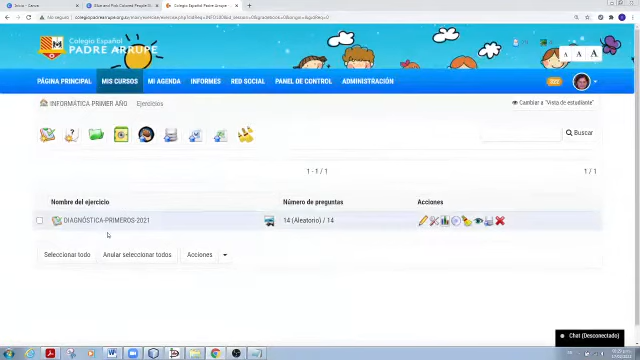 Colegio Español
PADRE ARRUPE
A A A
PÁGINA PRINCIPAL MIS CURSOS MI AGENDA INFORMES RED SOCIAL PANEL DE CONTROL ADMINISTRACIÓN
INFORMÁTICA PRIMER AÑO Ejercicios Cambiar a "Vista de estudiante"
Buscar
1 - 1 / 1 1 / 1
Nombre del ejercicio Número de preguntas Acciones
DIAGNÓSTICA-PRIMEROS-2021 14 (Aleatorio) / 14
Seleccionar todo Anular seleccionar todos Acciones
Chat (Desconectado)